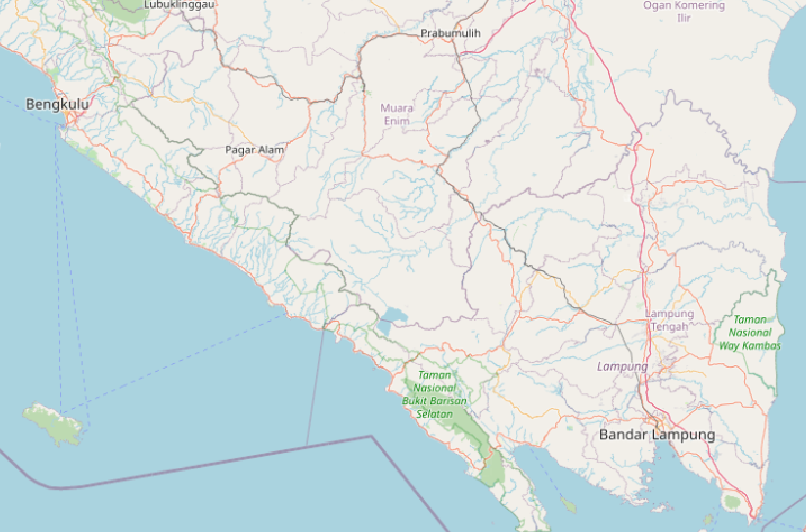 Lubuklinggau
Ogan Komering
Ilir
Prabumulih
Bengkulu
Muara
Enim
Pagar Alam
Lampung
Tengah
Taman
Nasional
Way Kambas
Lampung
Taman
Nasional
Bukit Barisan
Selatan
Bandar Lampung